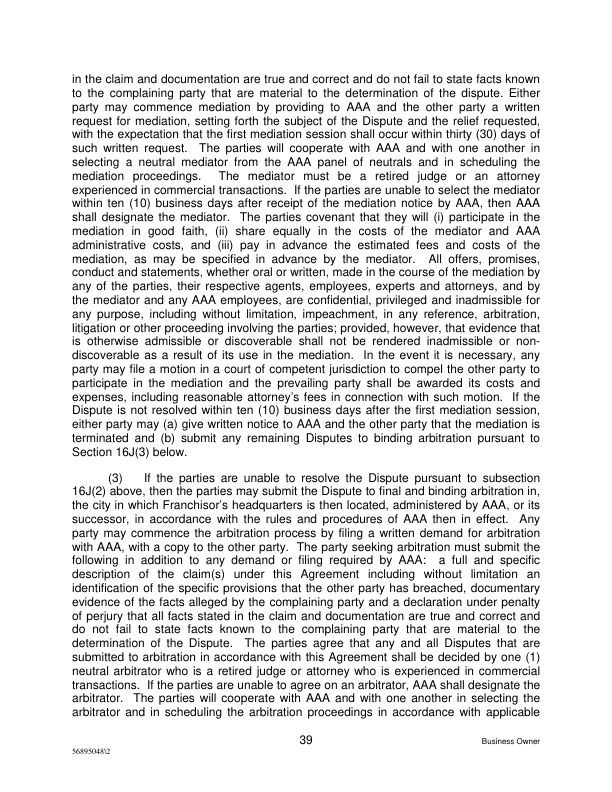 in the claim and documentation are true and correct and do not fail to state facts known
to the complaining party that are material to the determination of the dispute. Either
party may commence mediation by providing to AAA and the other party a written
request for mediation, setting forth the subject of the Dispute and the relief requested,
with the expectation that the first mediation session shall occur within thirty (30) days of
such written request. The parties will cooperate with AAA and with one another in
selecting a neutral mediator from the AAA panel of neutrals and in scheduling the
mediation proceedings. The mediator must be a retired judge or an attorney
experienced in commercial transactions. If the parties are unable to select the mediator
within ten (10) business days after receipt of the mediation notice by AAA, then AAA
shall designate the mediator. The parties covenant that they will (i) participate in the
mediation in good faith, (ii) share equally in the costs of the mediator and AAA
administrative costs, and (iii) pay in advance the estimated fees and costs of the
mediation, as may be specified in advance by the mediator. All offers, promises,
conduct and statements, whether oral or written, made in the course of the mediation by
any of the parties, their respective agents, employees, experts and attorneys, and by
the mediator and any AAA employees, are confidential, privileged and inadmissible for
any purpose, including without limitation, impeachment, in any reference, arbitration,
litigation or other proceeding involving the parties; provided, however, that evidence that
is otherwise admissible or discoverable shall not be rendered inadmissible or non-
discoverable as a result of its use in the mediation. In the event it is necessary, any
party may file a motion in a court of competent jurisdiction to compel the other party to
participate in the mediation and the prevailing party shall be awarded its costs and
expenses, including reasonable attorney's fees in connection with such motion. If the
Dispute is not resolved within ten (10) business days after the first mediation session,
either party may (a) give written notice to AAA and the other party that the mediation is
terminated and (b) submit any remaining Disputes to binding arbitration pursuant to
Section 16J(3) below.
(3) If the parties are unable to resolve the Dispute pursuant to subsection
16J(2) above, then the parties may submit the Dispute to final and binding arbitration in,
the city in which Franchisor's headquarters is then located, administered by AAA, or its
successor, in accordance with the rules and procedures of AAA then in effect. Any
party may commence the arbitration process by filing a written demand for arbitration
with AAA, with a copy to the other party. The party seeking arbitration must submit the
following in addition to any demand or filing required by AAA: a full and specific
description of the claim(s) under this Agreement including without limitation an
identification of the specific provisions that the other party has breached, documentary
evidence of the facts alleged by the complaining party and a declaration under penalty
of perjury that all facts stated in the claim and documentation are true and correct and
do not fail to state facts known to the complaining party that are material to the
determination of the Dispute. The parties agree that any and all Disputes that are
submitted to arbitration in accordance with this Agreement shall be decided by one (1)
neutral arbitrator who is a retired judge or attorney who is experienced in commercial
transactions. If the parties are unable to agree on an arbitrator, AAA shall designate the
arbitrator. The parties will cooperate with AAA and with one another in selecting the
arbitrator and in scheduling the arbitration proceedings in accordance with applicable
39
Business Owner
56895048\2